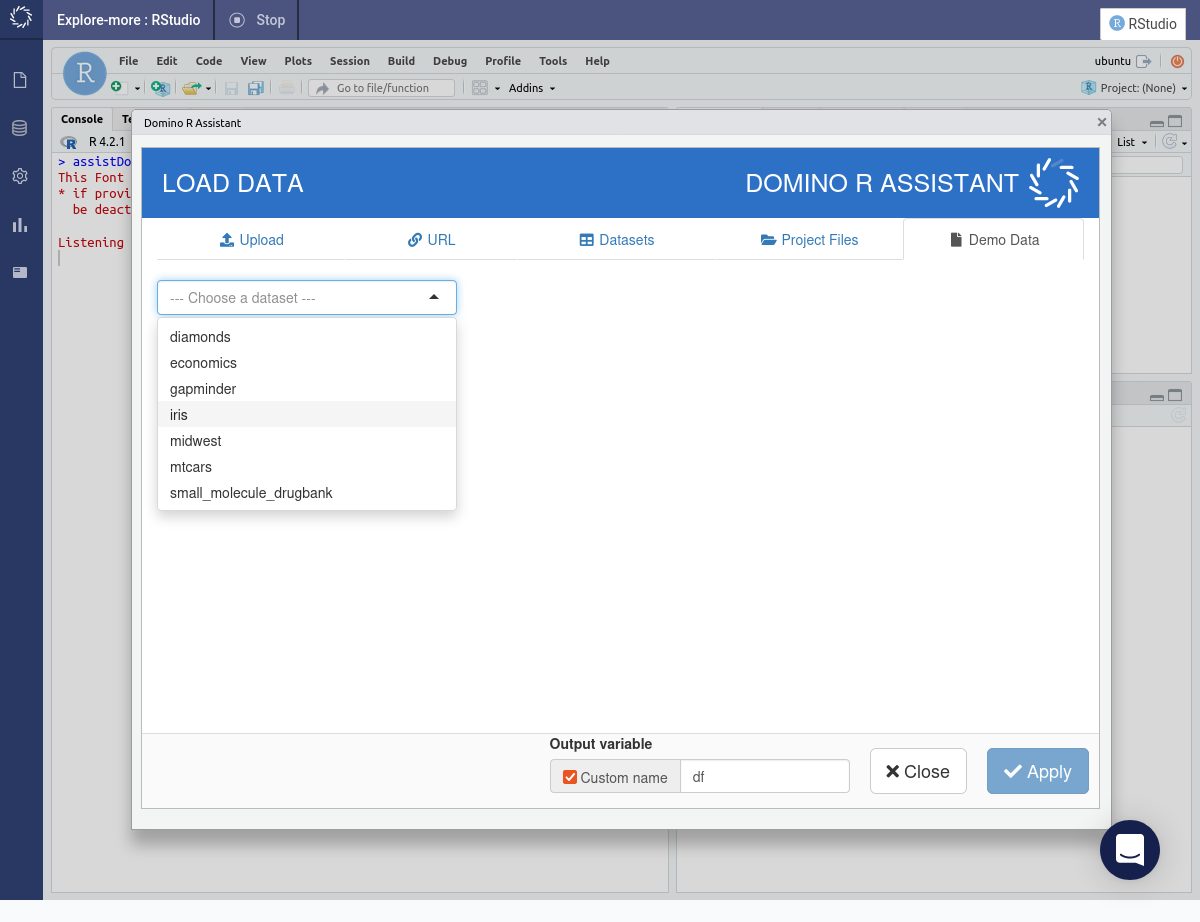 Explore-more : RStudio
Stop
R RStudio
R
File Edit Code View Plots Session Build Debug Profile Tools Help
ubuntu
Go to file/function
Addins
R Project: (None)
Console
R R 4.2.1
List
> assistDo
This Font
* if provi
be deact
Listening
Domino R Assistant
LOAD DATA
DOMINO R ASSISTANT
Upload
URL
Datasets
Project Files
Demo Data
--- Choose a dataset ---
diamonds
economics
gapminder
iris
midwest
mtcars
small_molecule_drugbank
Output variable
Custom name
df
Close
Apply